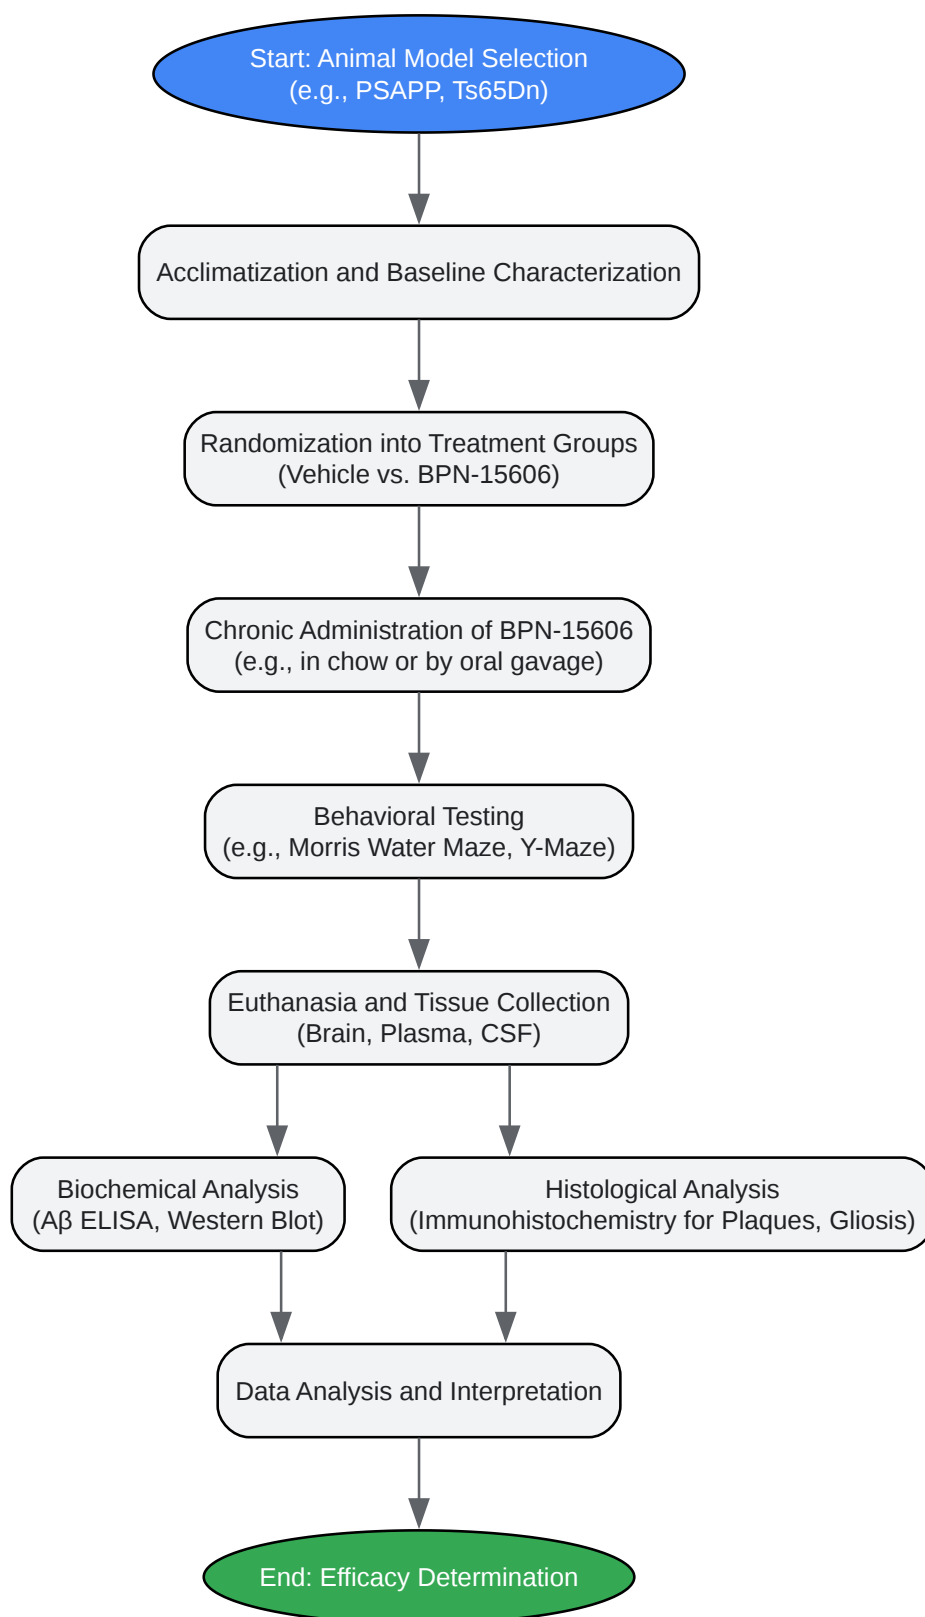 Start: Animal Model Selection
(e.g., PSAPP, Ts65Dn)
Acclimatization and Baseline Characterization
Randomization into Treatment Groups
(Vehicle vs. BPN-15606)
Chronic Administration of BPN-15606
(e.g., in chow or by oral gavage)
Behavioral Testing
(e.g., Morris Water Maze, Y-Maze)
Euthanasia and Tissue Collection
(Brain, Plasma, CSF)
Biochemical Analysis
(Aβ ELISA, Western Blot)
Histological Analysis
(Immunohistochemistry for Plaques, Gliosis)
Data Analysis and Interpretation
End: Efficacy Determination